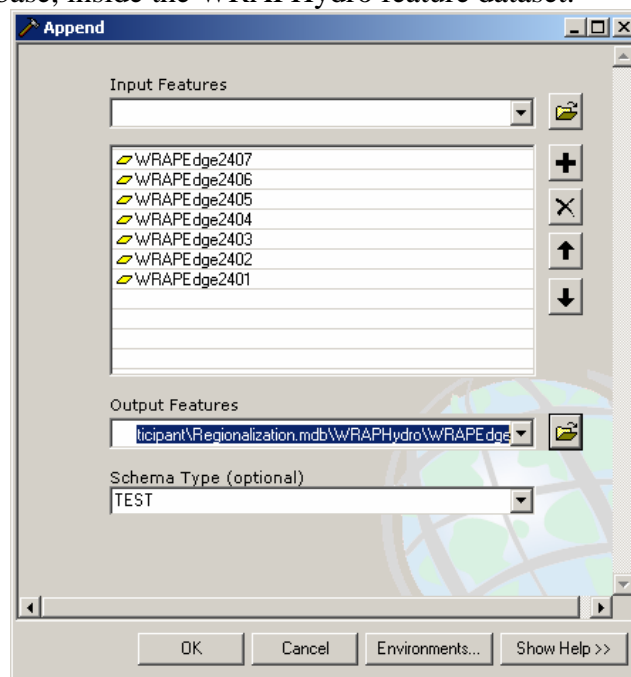 base, inside the WRAPHydro feature dataset.
Append
Input Features
WRAPEdge2407
WRAPEdge2406
WRAPEdge2405
WRAPEdge2404
WRAPEdge2403
WRAPEdge2402
WRAPEdge2401
Output Features
ticipant\Regionalization.mdb\WRAPHydro\WRAPEdge
Schema Type (optional)
TEST
OK Cancel Environments... Show Help >>